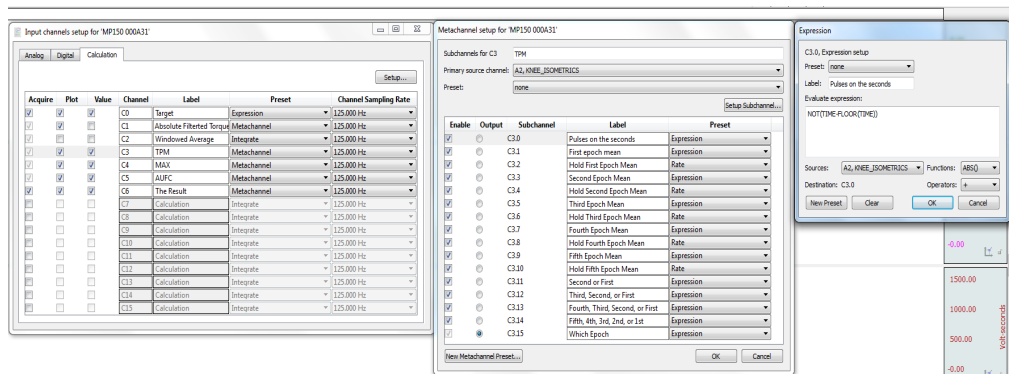 Input channels setup for 'MP150 000A31'
Analog Digital Calculation
Setup...
Acquire Plot Value Channel Label Preset Channel Sampling Rate
C0 Target Expression 125.000 Hz
C1 Absolute Filterted Torque Metachannel 125.000 Hz
C2 Windowed Average Integrate 125.000 Hz
C3 TPM Metachannel 125.000 Hz
C4 MAX Metachannel 125.000 Hz
C5 AUFC Metachannel 125.000 Hz
C6 The Result Metachannel 125.000 Hz
C7 Calculation Integrate 125.000 Hz
C8 Calculation Integrate 125.000 Hz
C9 Calculation Integrate 125.000 Hz
C10 Calculation Integrate 125.000 Hz
C11 Calculation Integrate 125.000 Hz
C12 Calculation Integrate 125.000 Hz
C13 Calculation Integrate 125.000 Hz
C14 Calculation Integrate 125.000 Hz
C15 Calculation Integrate 125.000 Hz
Metachannel setup for 'MP150 000A31'
Subchannels for C3 TPM
Primary source channel: A2, KNEE_ISOMETRICS
Preset: none
Setup Subchannel...
Enable Output Subchannel Label Preset
C3.0 Pulses on the seconds Expression
C3.1 First epoch mean Expression
C3.2 Hold First Epoch Mean Rate
C3.3 Second Epoch Mean Expression
C3.4 Hold Second Epoch Mean Rate
C3.5 Third Epoch Mean Expression
C3.6 Hold Third Epoch Mean Rate
C3.7 Fourth Epoch Mean Expression
C3.8 Hold Fourth Epoch Mean Rate
C3.9 Fifth Epoch Mean Expression
C3.10 Hold Fifth Epoch Mean Rate
C3.11 Second or First Expression
C3.12 Third, Second, or First Expression
C3.13 Fourth, Third, Second, or First Expression
C3.14 Fifth, 4th, 3rd, 2nd, or 1st Expression
C3.15 Which Epoch Expression
New Metachannel Preset... OK Cancel
Expression
C3.0, Expression setup
Preset: none
Label: Pulses on the seconds
Evaluate expression:
NOT(TIME-FLOOR(TIME))
Sources: A2, KNEE_ISOMETRICS Functions: ABS()
Destination: C3.0 Operators: +
New Preset Clear OK Cancel
-0.00
1500.00
1000.00
500.00
-0.00
Volt-seconds